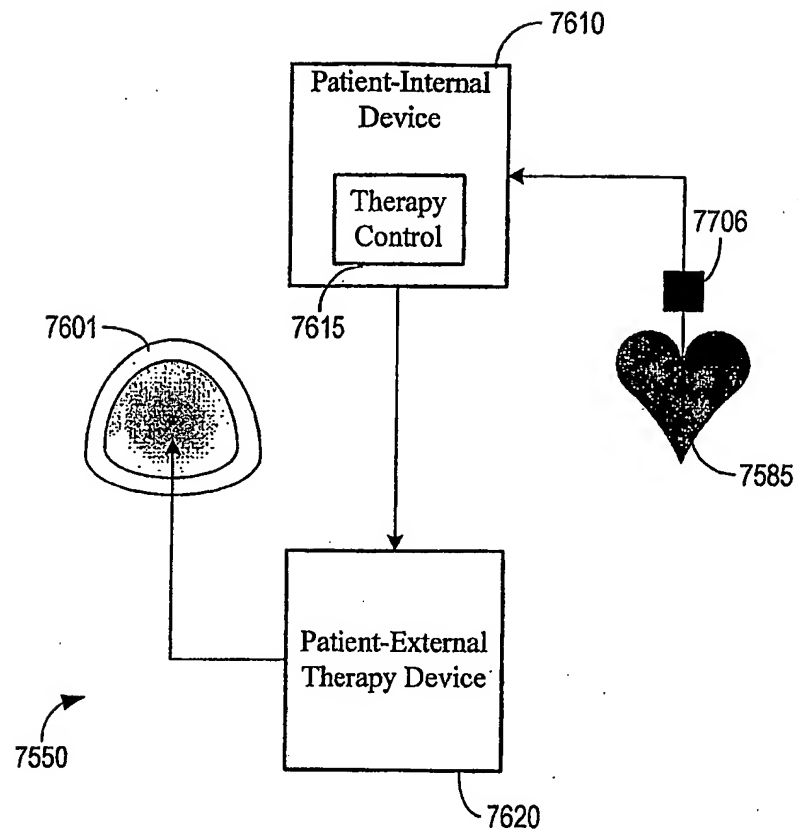 7610
Patient-Internal
Device
Therapy
Control
7706
7615
7601
7585
Patient-External
Therapy Device
7550
7620